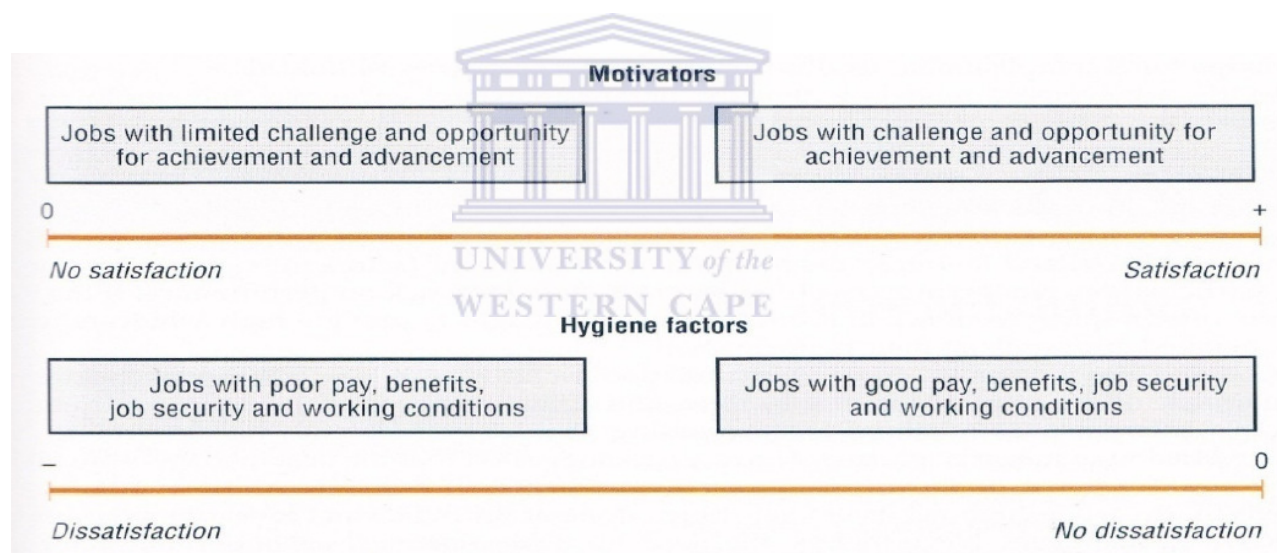 Motivators
Jobs with limited challenge and opportunity
for achievement and advancement
Jobs with challenge and opportunity for
achievement and advancement
0
+
No satisfaction
Satisfaction
UNIVERSITY of the
WESTERN CAPE
Hygiene factors
Jobs with poor pay, benefits,
job security and working conditions
Jobs with good pay, benefits, job security
and working conditions
–
0
Dissatisfaction
No dissatisfaction